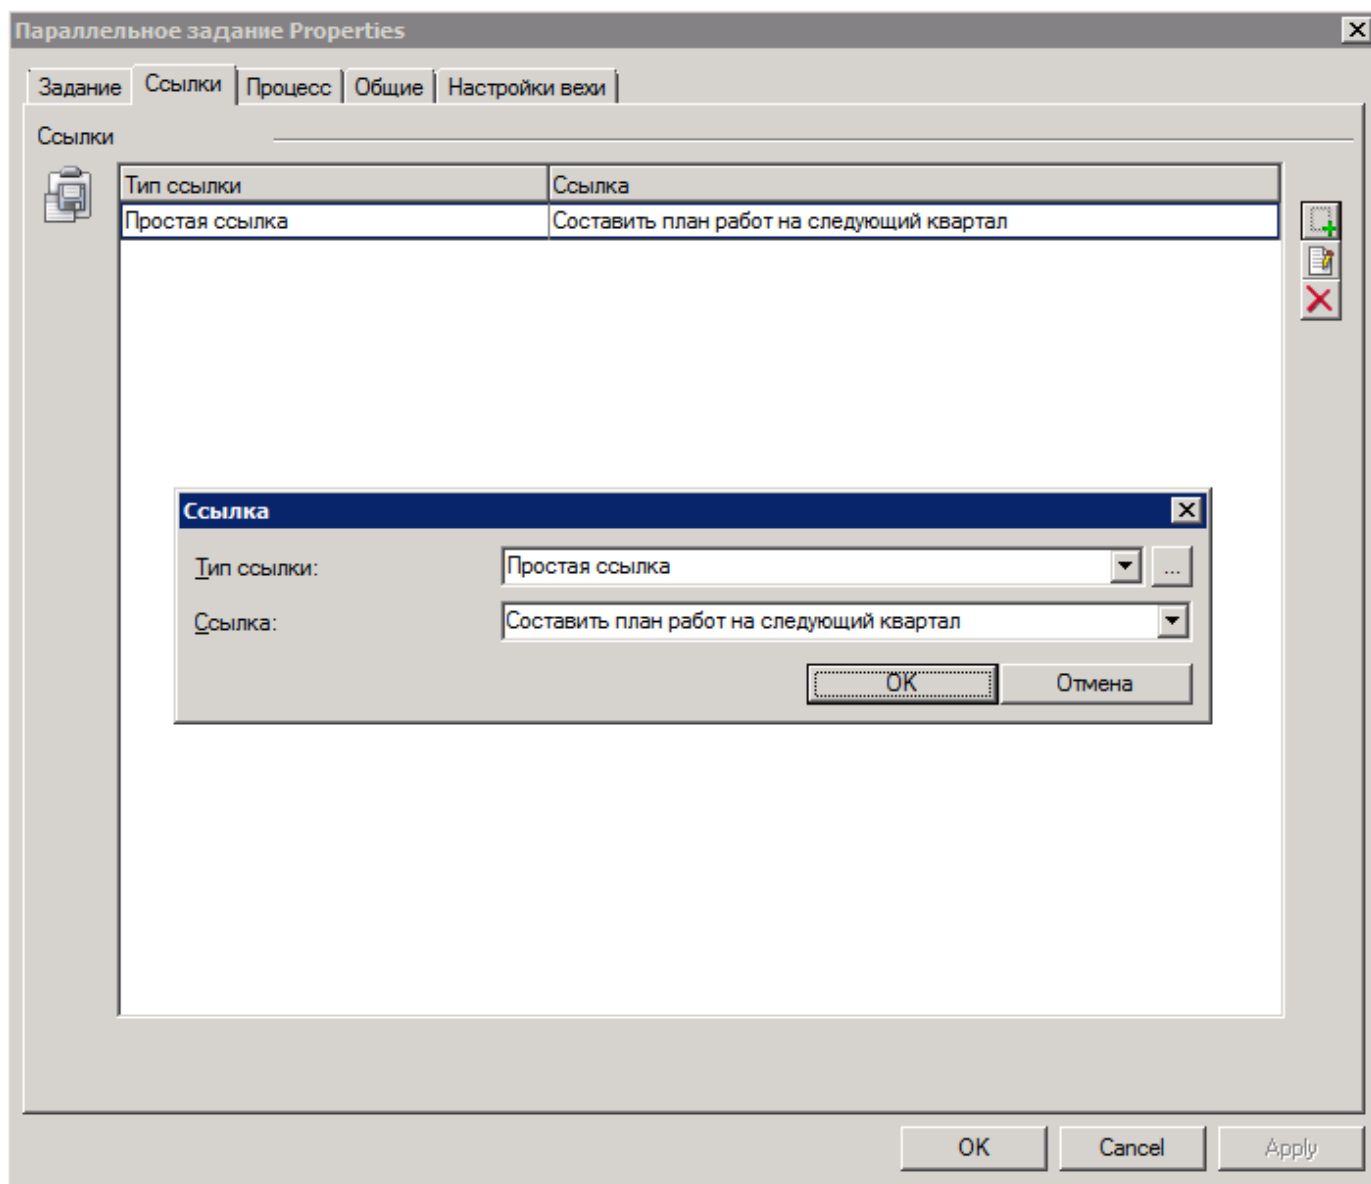 Параллельное задание Properties
Задание Ссылки Процесс Общие Настройки вехи
Ссылки
Тип ссылки Ссылка
Простая ссылка Составить план работ на следующий квартал
Ссылка
Тип ссылки: Простая ссылка ...
Ссылка: Составить план работ на следующий квартал
OK Отмена
OK Cancel Apply